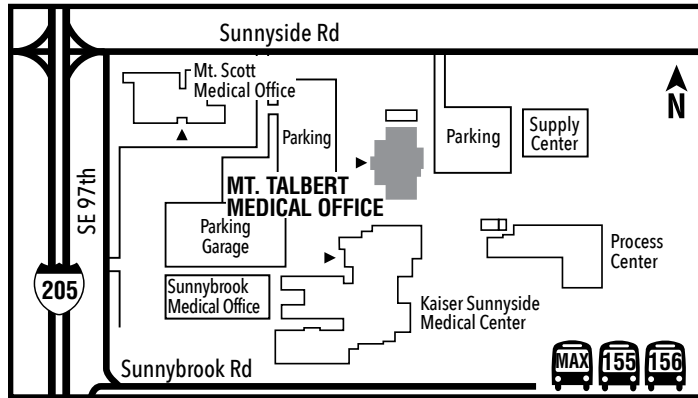 Sunnyside Rd
Mt. Scott
Medical Office
Parking
Parking
Supply
Center
N
SE 97th
MT. TALBERT
MEDICAL OFFICE
Parking
Garage
Process
Center
205
Sunnybrook
Medical Office
Kaiser Sunnyside
Medical Center
Sunnybrook Rd
MAX
155
156